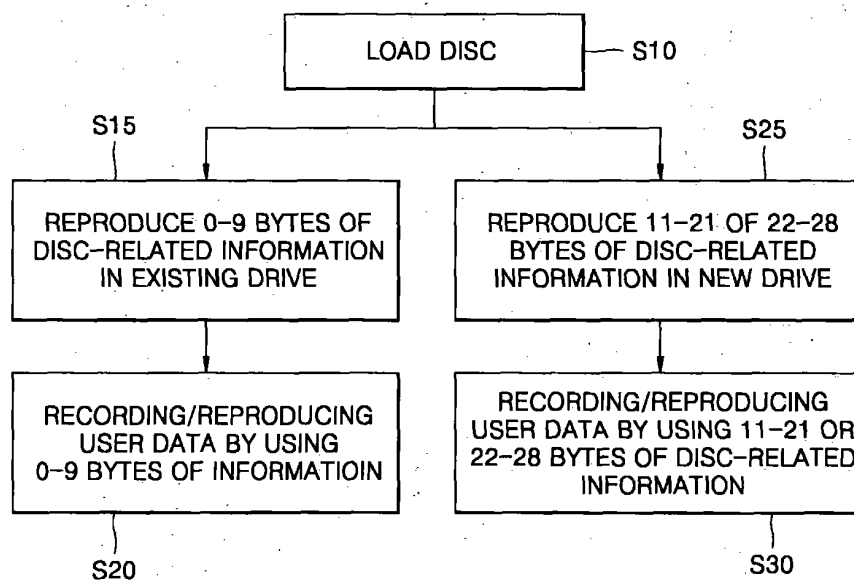 LOAD DISC
S10
S15
S25
REPRODUCE 0-9 BYTES OF
DISC-RELATED INFORMATION
IN EXISTING DRIVE
REPRODUCE 11-21 OF 22-28
BYTES OF DISC-RELATED
INFORMATION IN NEW DRIVE
RECORDING/REPRODUCING
USER DATA BY USING
0-9 BYTES OF INFORMATIOIN
RECORDING/REPRODUCING
USER DATA BY USING 11-21 OR
22-28 BYTES OF DISC-RELATED
INFORMATION
S20
S30